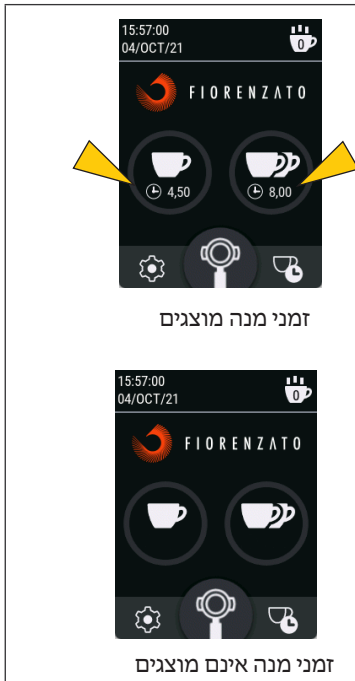 15:57:00
04/OCT/21
0
FIORENZATO
4,50
8,00
זמני מנה מוצגים
15:57:00
04/OCT/21
0
FIORENZATO
זמני מנה אינם מוצגים